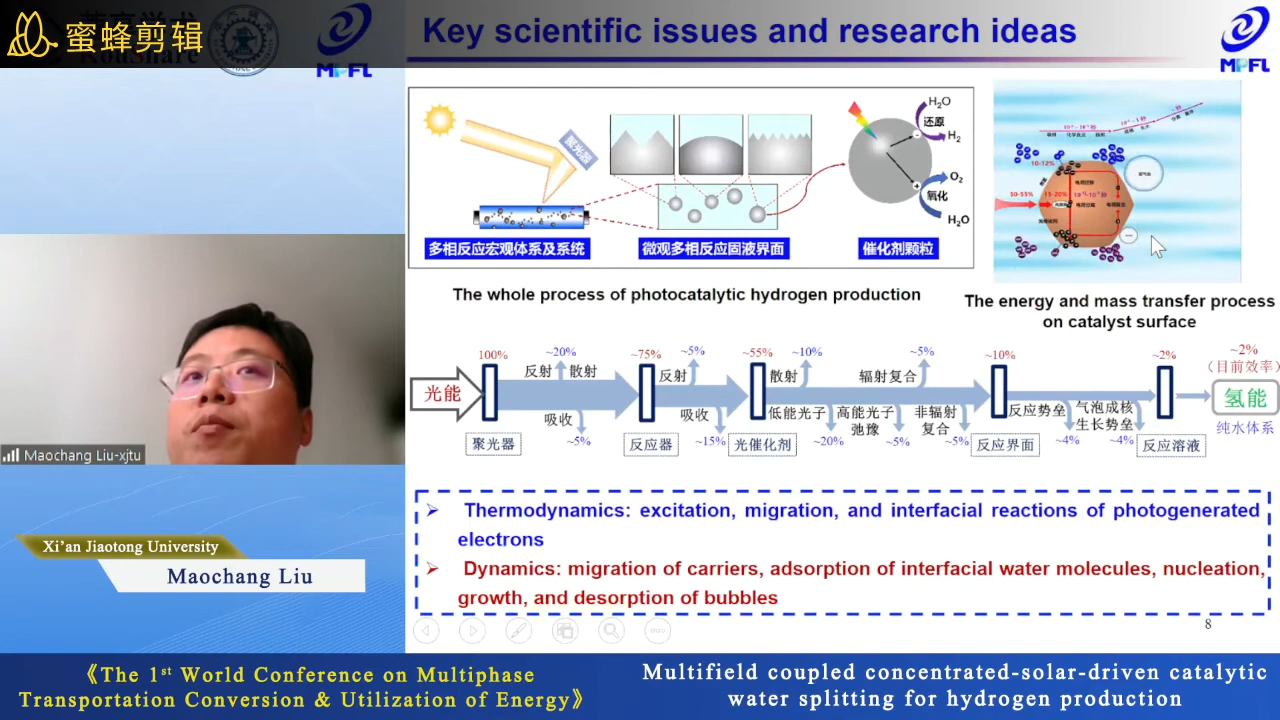 蜜蜂剪辑
Key scientific issues and research ideas
MPFL
MPFL
聚光器
H₂O
还原
H₂
O₂
氧化
H₂O
多相反应宏观体系及系统
微观多相反应固液界面
催化剂颗粒
10-12%
30-55%
15-20%
The whole process of photocatalytic hydrogen production
The energy and mass transfer process
on catalyst surface
100%
~20%
~75%
~5%
~55%
~10%
~5%
~10%
~2%
~2%
(目前效率)
反射
散射
反射
散射
辐射复合
光能
氢能
吸收
吸收
低能光子
高能光子
弛豫
非辐射
复合
反应势垒
气泡成核
生长势垒
纯水体系
聚光器
~5%
反应器
~15%
光催化剂
~20%
~5%
~5%
反应界面
~4%
~4%
反应溶液
Maochang Liu-xjtu
➢ Thermodynamics: excitation, migration, and interfacial reactions of photogenerated
electrons
➢ Dynamics: migration of carriers, adsorption of interfacial water molecules, nucleation,
growth, and desorption of bubbles
8
Xi'an Jiaotong University
Maochang Liu
《The 1st World Conference on Multiphase
Transportation Conversion & Utilization of Energy》
Multifield coupled concentrated-solar-driven catalytic
water splitting for hydrogen production